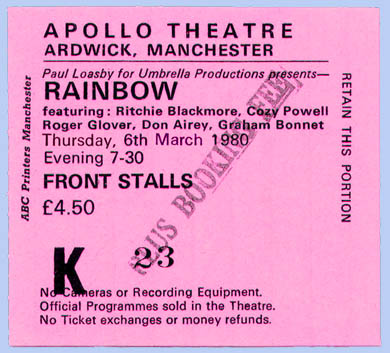 APOLLO THEATRE
ARDWICK, MANCHESTER
Paul Loasby for Umbrella Productions presents—
RAINBOW
featuring: Ritchie Blackmore, Cozy Powell
Roger Glover, Don Airey, Graham Bonnet
Thursday, 6th March 1980
Evening 7-30
FRONT STALLS
£4.50
PLUS BOOKING FEE
K 23
No Cameras or Recording Equipment.
Official Programmes sold in the Theatre.
No Ticket exchanges or money refunds.
ABC Printers Manchester
RETAIN THIS PORTION